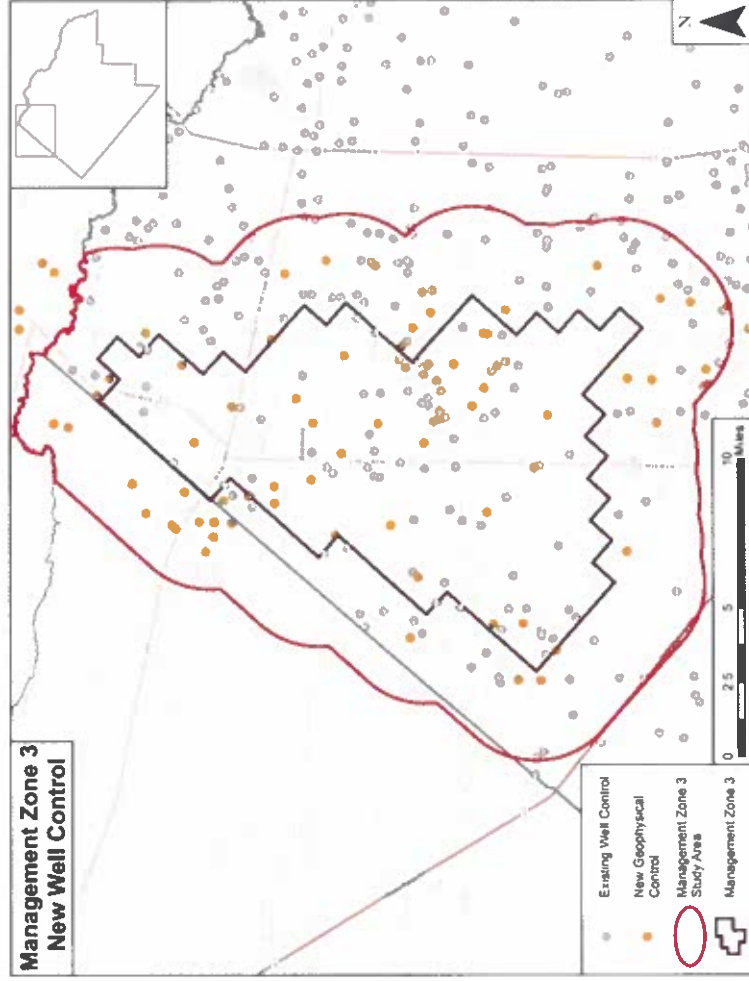 Management Zone 3
New Well Control
N
Existing Well Control
New Geophysical
Control
Management Zone 3
Study Area
Management Zone 3
0 2.5 5 10
Miles